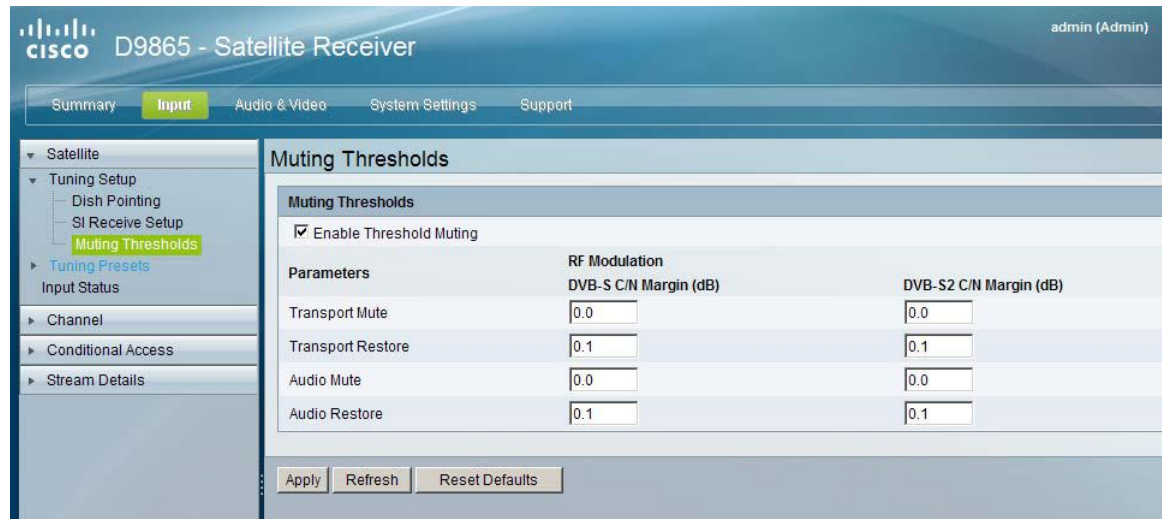 admin (Admin)
CISCO D9865 - Satellite Receiver
Summary Input Audio & Video System Settings Support
Satellite
Tuning Setup
Dish Pointing
SI Receive Setup
Muting Thresholds
Tuning Presets
Input Status
Channel
Conditional Access
Stream Details
Muting Thresholds
Muting Thresholds
Enable Threshold Muting
Parameters
RF Modulation
DVB-S C/N Margin (dB) DVB-S2 C/N Margin (dB)
Transport Mute 0.0 0.0
Transport Restore 0.1 0.1
Audio Mute 0.0 0.0
Audio Restore 0.1 0.1
Apply Refresh Reset Defaults